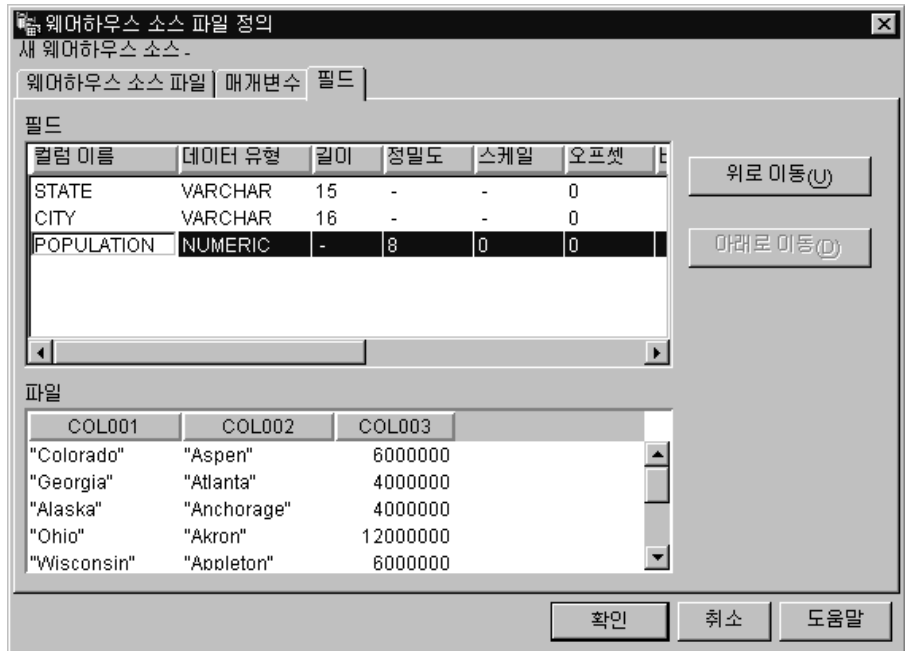 웨어하우스 소스 파일 정의
새 웨어하우스 소스 -
웨어하우스 소스 파일 매개변수 필드
필드
컬럼 이름 데이터 유형 길이 정밀도 스케일 오프셋
STATE VARCHAR 15 - - 0
CITY VARCHAR 16 - - 0
POPULATION NUMERIC - 8 0 0
위로 이동(U)
아래로 이동(D)
파일
COL001 COL002 COL003
"Colorado" "Aspen" 6000000
"Georgia" "Atlanta" 4000000
"Alaska" "Anchorage" 4000000
"Ohio" "Akron" 12000000
"Wisconsin" "Appleton" 6000000
확인 취소 도움말